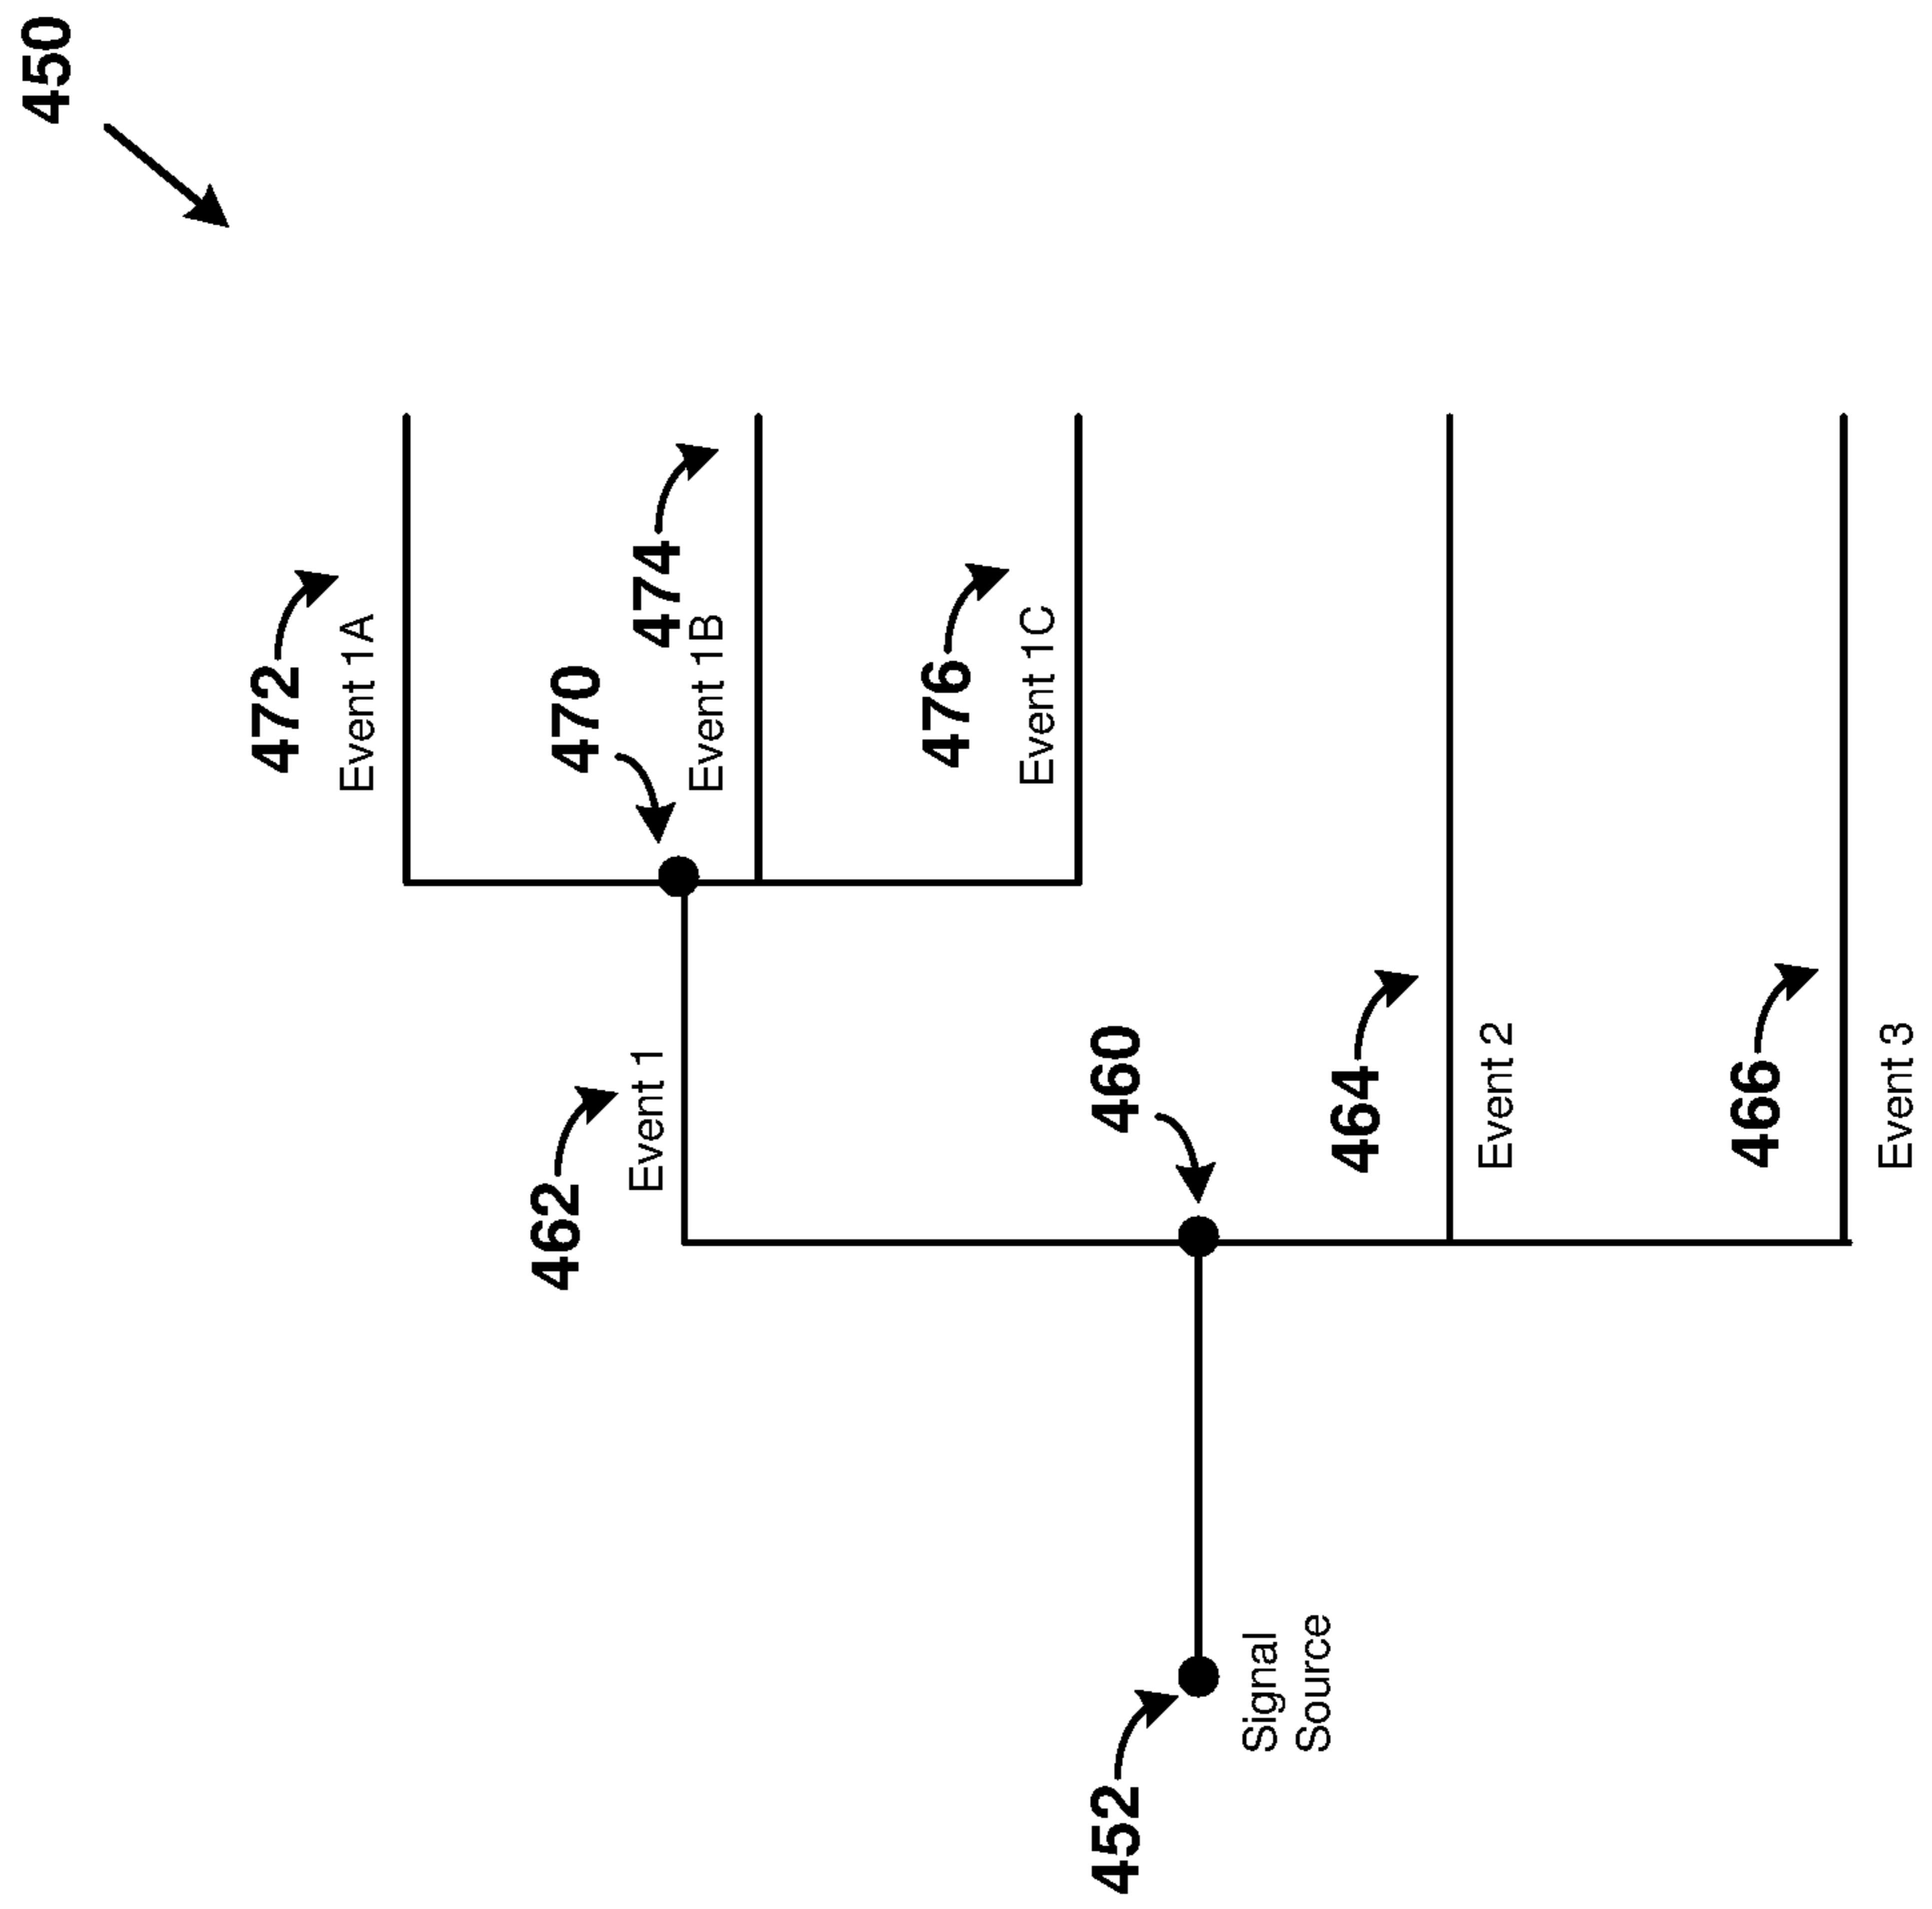 450
472
Event 1A
470
474
Event 1B
476
Event 1C
462
Event 1
460
464
Event 2
466
Event 3
452
Signal
Source